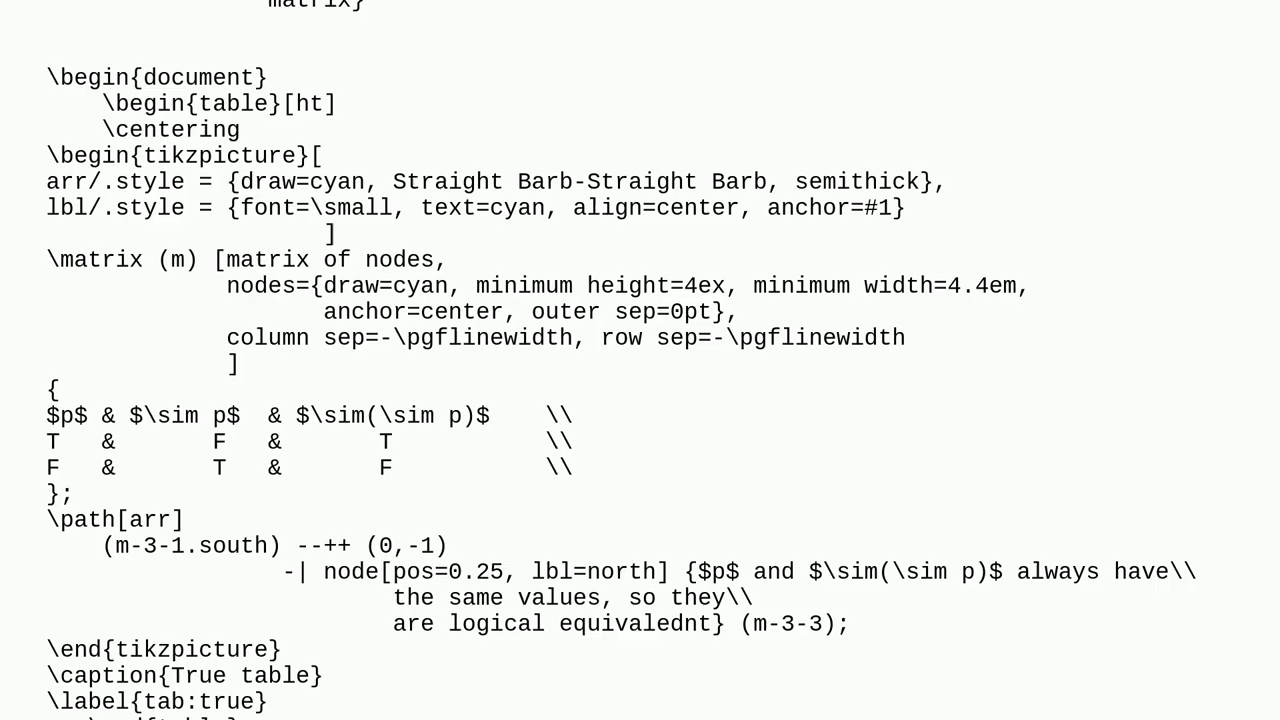 matrix}
\begin{document}
    \begin{table}[ht]
    \centering
\begin{tikzpicture}[
arr/.style = {draw=cyan, Straight Barb-Straight Barb, semithick},
lbl/.style = {font=\small, text=cyan, align=center, anchor=#1}
                    ]
\matrix (m) [matrix of nodes,
             nodes={draw=cyan, minimum height=4ex, minimum width=4.4em,
                    anchor=center, outer sep=0pt},
             column sep=-\pgflinewidth, row sep=-\pgflinewidth
             ]
{
$p$ & $\sim p$  & $\sim(\sim p)$    \\
T   &       F   &       T           \\
F   &       T   &       F           \\
};
\path[arr]
    (m-3-1.south) --++ (0,-1)
                 -| node[pos=0.25, lbl=north] {$p$ and $\sim(\sim p)$ always have\\
                         the same values, so they\\
                         are logical equivalednt} (m-3-3);
\end{tikzpicture}
\caption{True table}
\label{tab:true}
   \end{table}